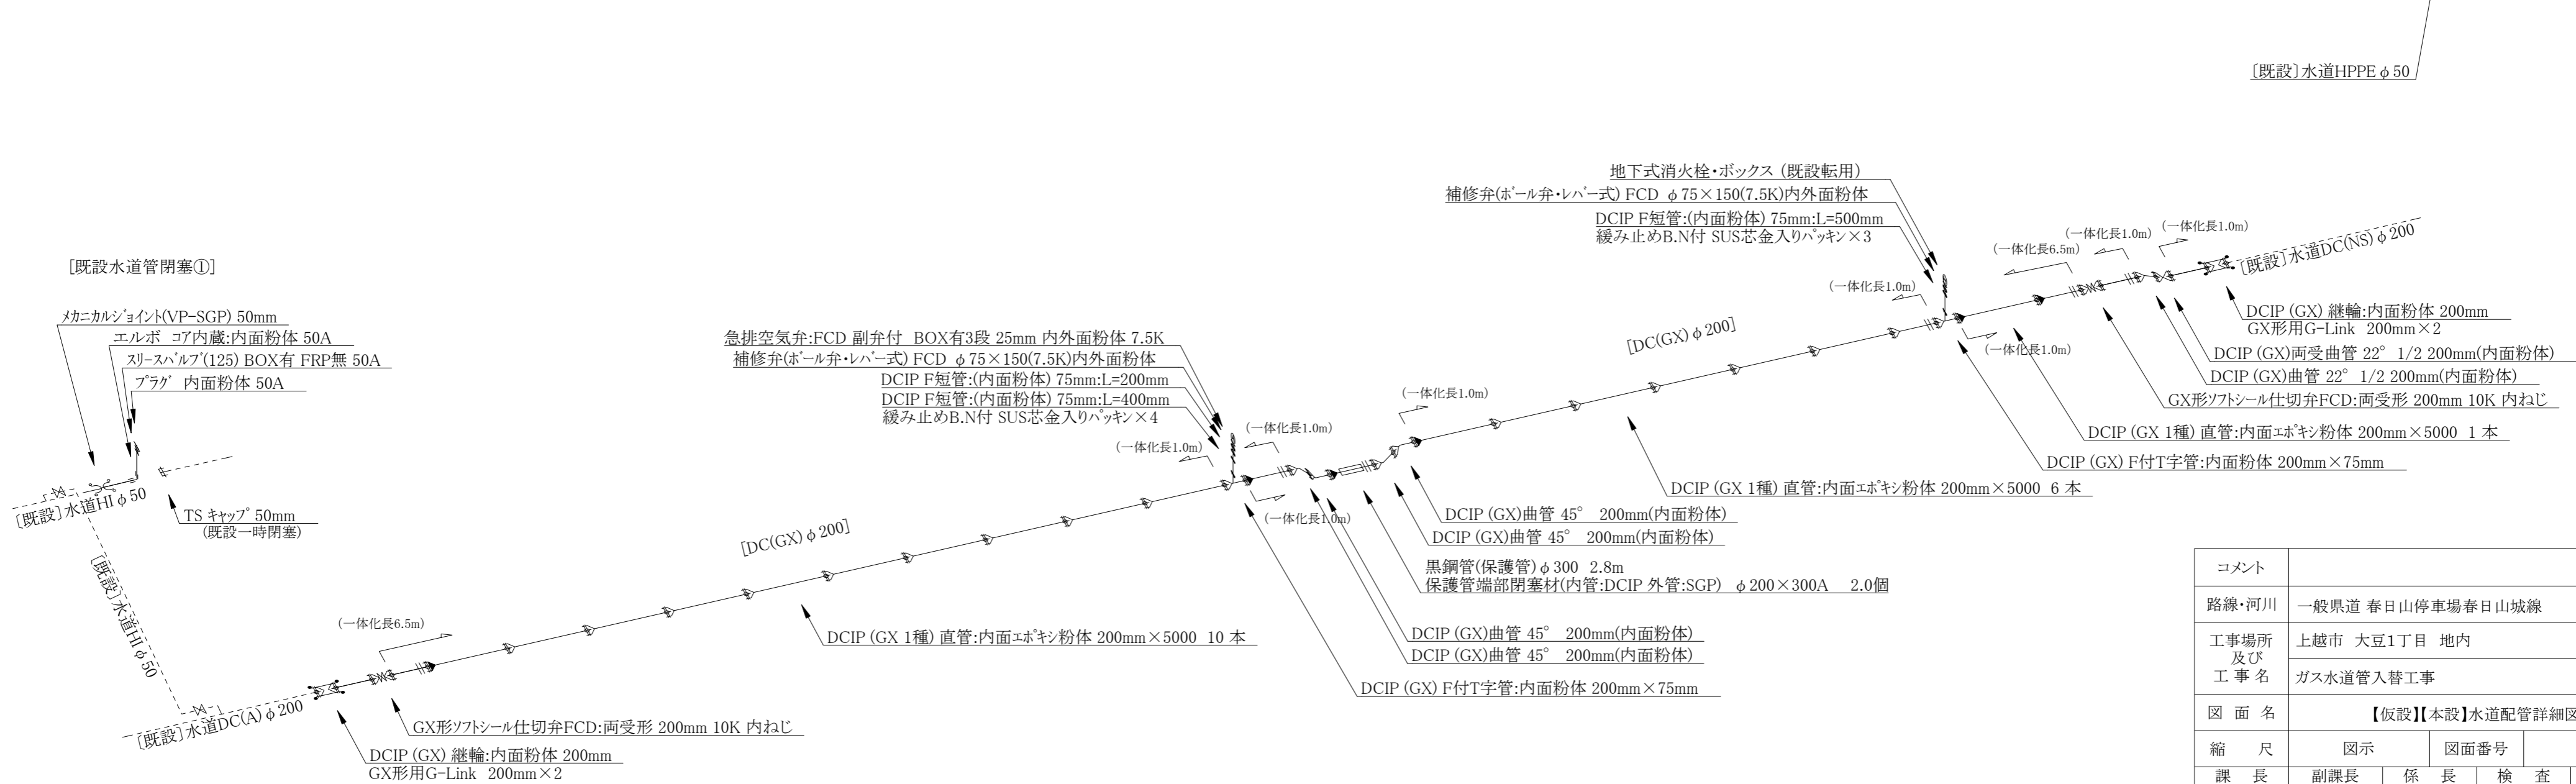 〔既設〕水道HPPEφ50
地下式消火栓・ボックス (既設転用)
補修弁(ﾎﾞｰﾙ弁・ﾚﾊﾞｰ式) FCD φ75×150(7.5K)内外面粉体
DCIP F短管:(内面粉体) 75mm:L=500mm
緩み止めB.N付 SUS芯金入りﾊﾟｯｷﾝ×3
(一体化長1.0m)
(一体化長6.5m)
(一体化長1.0m)
(一体化長1.0m)
〔既設〕水道DC(NS)φ200
DCIP (GX) 継輪:内面粉体 200mm
GX形用G-Link 200mm×2
DCIP (GX)両受曲管 22° 1/2 200mm(内面粉体)
DCIP (GX)曲管 22° 1/2 200mm(内面粉体)
GX形ｿﾌﾄｼｰﾙ仕切弁FCD:両受形 200mm 10K 内ねじ
DCIP (GX 1種) 直管:内面ｴﾎﾟｷｼ粉体 200mm×5000 1 本
(一体化長1.0m)
DCIP (GX) F付T字管:内面粉体 200mm×75mm
[DC(GX)φ200]
DCIP (GX 1種) 直管:内面ｴﾎﾟｷｼ粉体 200mm×5000 6 本
[既設水道管閉塞①]
ﾒｶﾆｶﾙｼﾞｮｲﾝﾄ(VP-SGP) 50mm
エルボ コア内蔵:内面粉体 50A
ｽﾘｰｽﾊﾞﾙﾌﾞ(125) BOX有 FRP無 50A
ﾌﾟﾗｸﾞ 内面粉体 50A
〔既設〕水道HIφ50
TS ｷｬｯﾌﾟ 50mm
(既設一時閉塞)
〔既設〕水道HIφ50
〔既設〕水道DC(A)φ200
急排空気弁:FCD 副弁付 BOX有3段 25mm 内外面粉体 7.5K
補修弁(ﾎﾞｰﾙ弁・ﾚﾊﾞｰ式) FCD φ75×150(7.5K)内外面粉体
DCIP F短管:(内面粉体) 75mm:L=200mm
DCIP F短管:(内面粉体) 75mm:L=400mm
緩み止めB.N付 SUS芯金入りﾊﾟｯｷﾝ×4
(一体化長1.0m)
(一体化長1.0m)
(一体化長1.0m)
(一体化長1.0m)
DCIP (GX)曲管 45° 200mm(内面粉体)
DCIP (GX)曲管 45° 200mm(内面粉体)
黒鋼管(保護管)φ300 2.8m
保護管端部閉塞材(内管:DCIP 外管:SGP) φ200×300A 2.0個
DCIP (GX)曲管 45° 200mm(内面粉体)
DCIP (GX)曲管 45° 200mm(内面粉体)
DCIP (GX) F付T字管:内面粉体 200mm×75mm
[DC(GX)φ200]
DCIP (GX 1種) 直管:内面ｴﾎﾟｷｼ粉体 200mm×5000 10 本
(一体化長6.5m)
GX形ｿﾌﾄｼｰﾙ仕切弁FCD:両受形 200mm 10K 内ねじ
DCIP (GX) 継輪:内面粉体 200mm
GX形用G-Link 200mm×2
コメント
路線・河川 一般県道 春日山停車場春日山城線
工事場所及び工事名 上越市 大豆1丁目 地内
ガス水道管入替工事
図面名 【仮設】【本設】水道配管詳細図
縮尺 図示 図面番号
課長 副課長 係長 検査